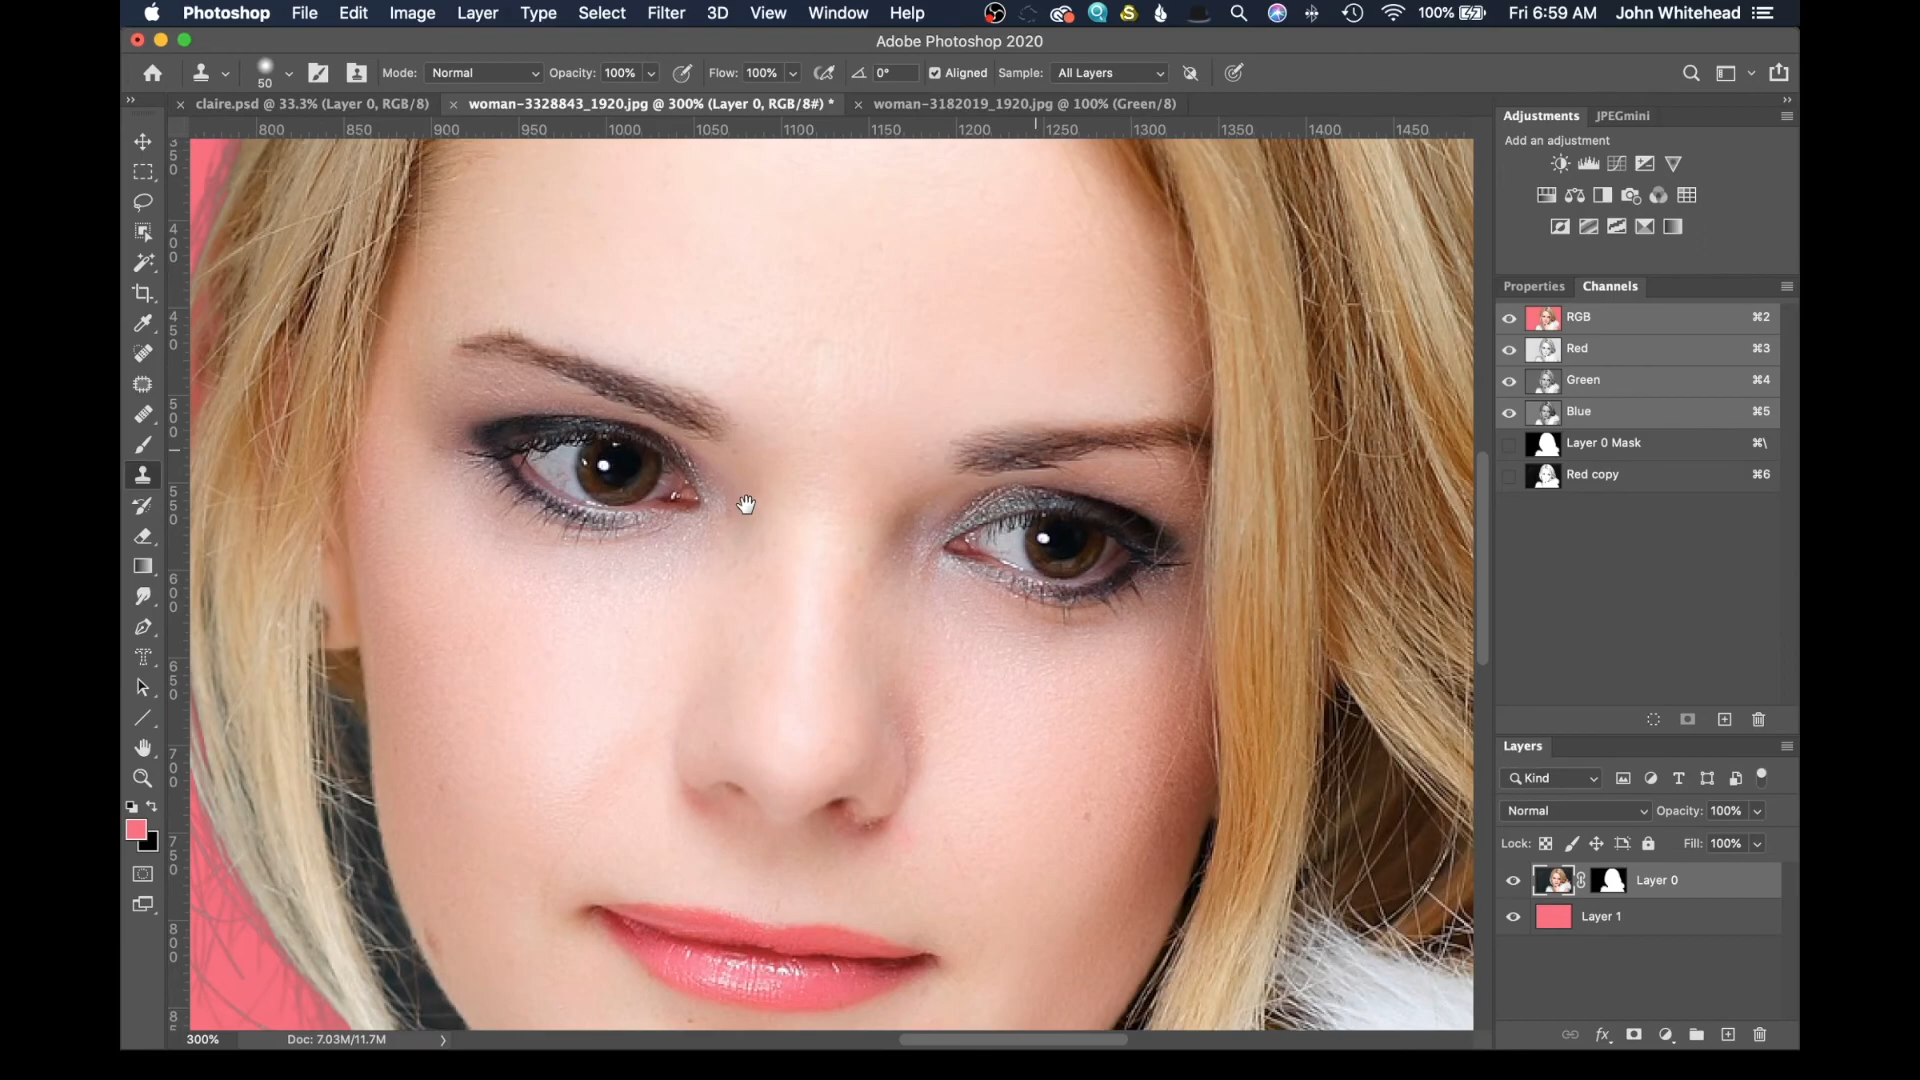 Photoshop File Edit Image Layer Type Select Filter 3D View Window Help 100% Fri 6:59 AM John Whitehead
Adobe Photoshop 2020
50 Mode: Normal Opacity: 100% Flow: 100% 0° Aligned Sample: All Layers
claire.psd @ 33.3% (Layer 0, RGB/8) woman-3328843_1920.jpg @ 300% (Layer 0, RGB/8#) * woman-3182019_1920.jpg @ 100% (Green/8)
800 850 900 950 1000 1050 1100 1150 1200 1250 1300 1350 1400 1450
350
400
450
500
550
600
650
700
750
800
85
Adjustments JPEGmini
Add an adjustment
Properties Channels
RGB ⌘2
Red ⌘3
Green ⌘4
Blue ⌘5
Layer 0 Mask ⌘\
Red copy ⌘6
Layers
Kind
Normal Opacity: 100%
Lock: Fill: 100%
Layer 0
Layer 1
fx
300% Doc: 7.03M/11.7M